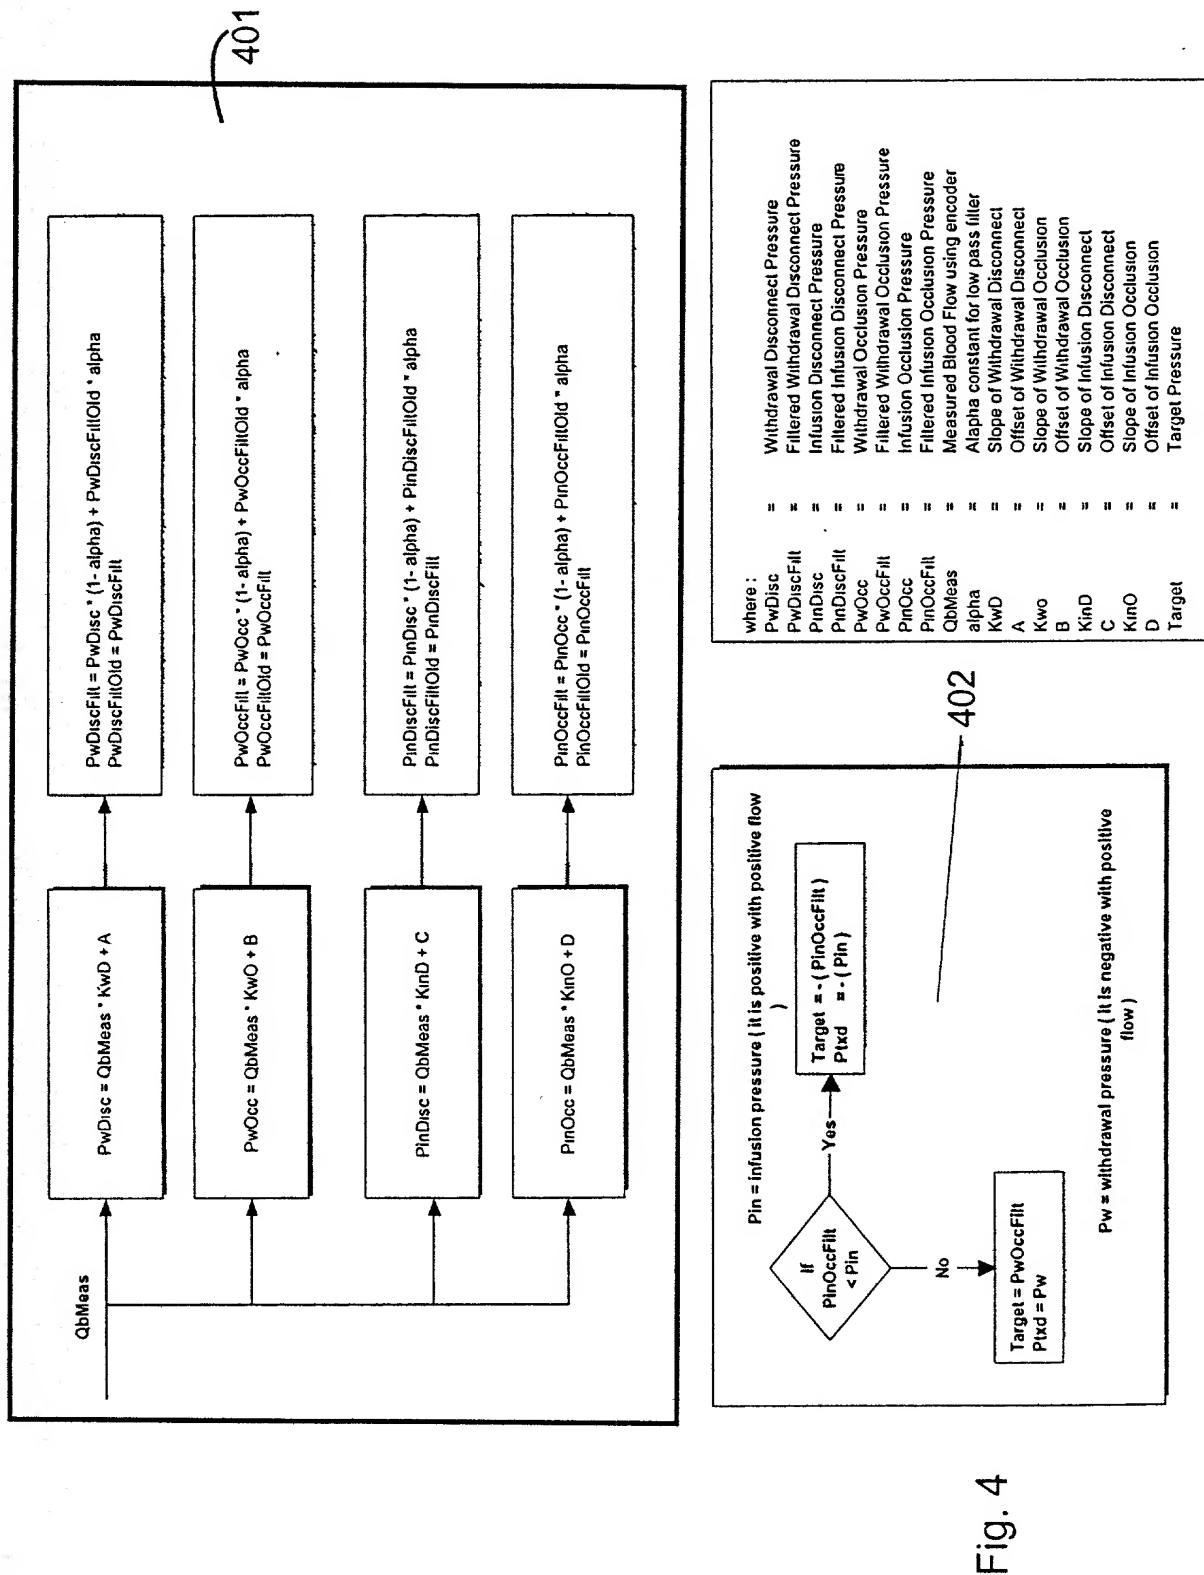 401
QbMeas
PwDisc = QbMeas * KwD + A
PwDiscFilt = PwDisc * (1- alpha) + PwDiscFiltOld * alpha
PwDiscFiltOld = PwDiscFilt
PwOcc = QbMeas * KwO + B
PwOccFilt = PwOcc * (1- alpha) + PwOccFiltOld * alpha
PwOccFiltOld = PwOccFilt
PinDisc = QbMeas * KinD + C
PinDiscFilt = PinDisc * (1- alpha) + PinDiscFiltOld * alpha
PinDiscFiltOld = PinDiscFilt
PinOcc = QbMeas * KinO + D
PinOccFilt = PinOcc * (1- alpha) + PinOccFiltOld * alpha
PinOccFiltOld = PinOccFilt
Pin = infusion pressure ( it is positive with positive flow
)
If
PinOccFilt
< Pin
Yes
Target = - ( PinOccFilt )
Ptxd = - ( Pin )
No
Target = PwOccFilt
Ptxd = Pw
Pw = withdrawal pressure ( it is negative with positive
flow )
402
where :
PwDisc = Withdrawal Disconnect Pressure
PwDiscFilt = Filtered Withdrawal Disconnect Pressure
PinDisc = Infusion Disconnect Pressure
PinDiscFilt = Filtered Infusion Disconnect Pressure
PwOcc = Withdrawal Occlusion Pressure
PwOccFilt = Filtered Withdrawal Occlusion Pressure
PinOcc = Infusion Occlusion Pressure
PinOccFilt = Filtered Infusion Occlusion Pressure
QbMeas = Measured Blood Flow using encoder
alpha = Alapha constant for low pass filter
KwD = Slope of Withdrawal Disconnect
A = Offset of Withdrawal Disconnect
Kwo = Slope of Withdrawal Occlusion
B = Offset of Withdrawal Occlusion
KinD = Slope of Infusion Disconnect
C = Offset of Infusion Disconnect
KinO = Slope of Infusion Occlusion
D = Offset of Infusion Occlusion
Target = Target Pressure
Fig. 4